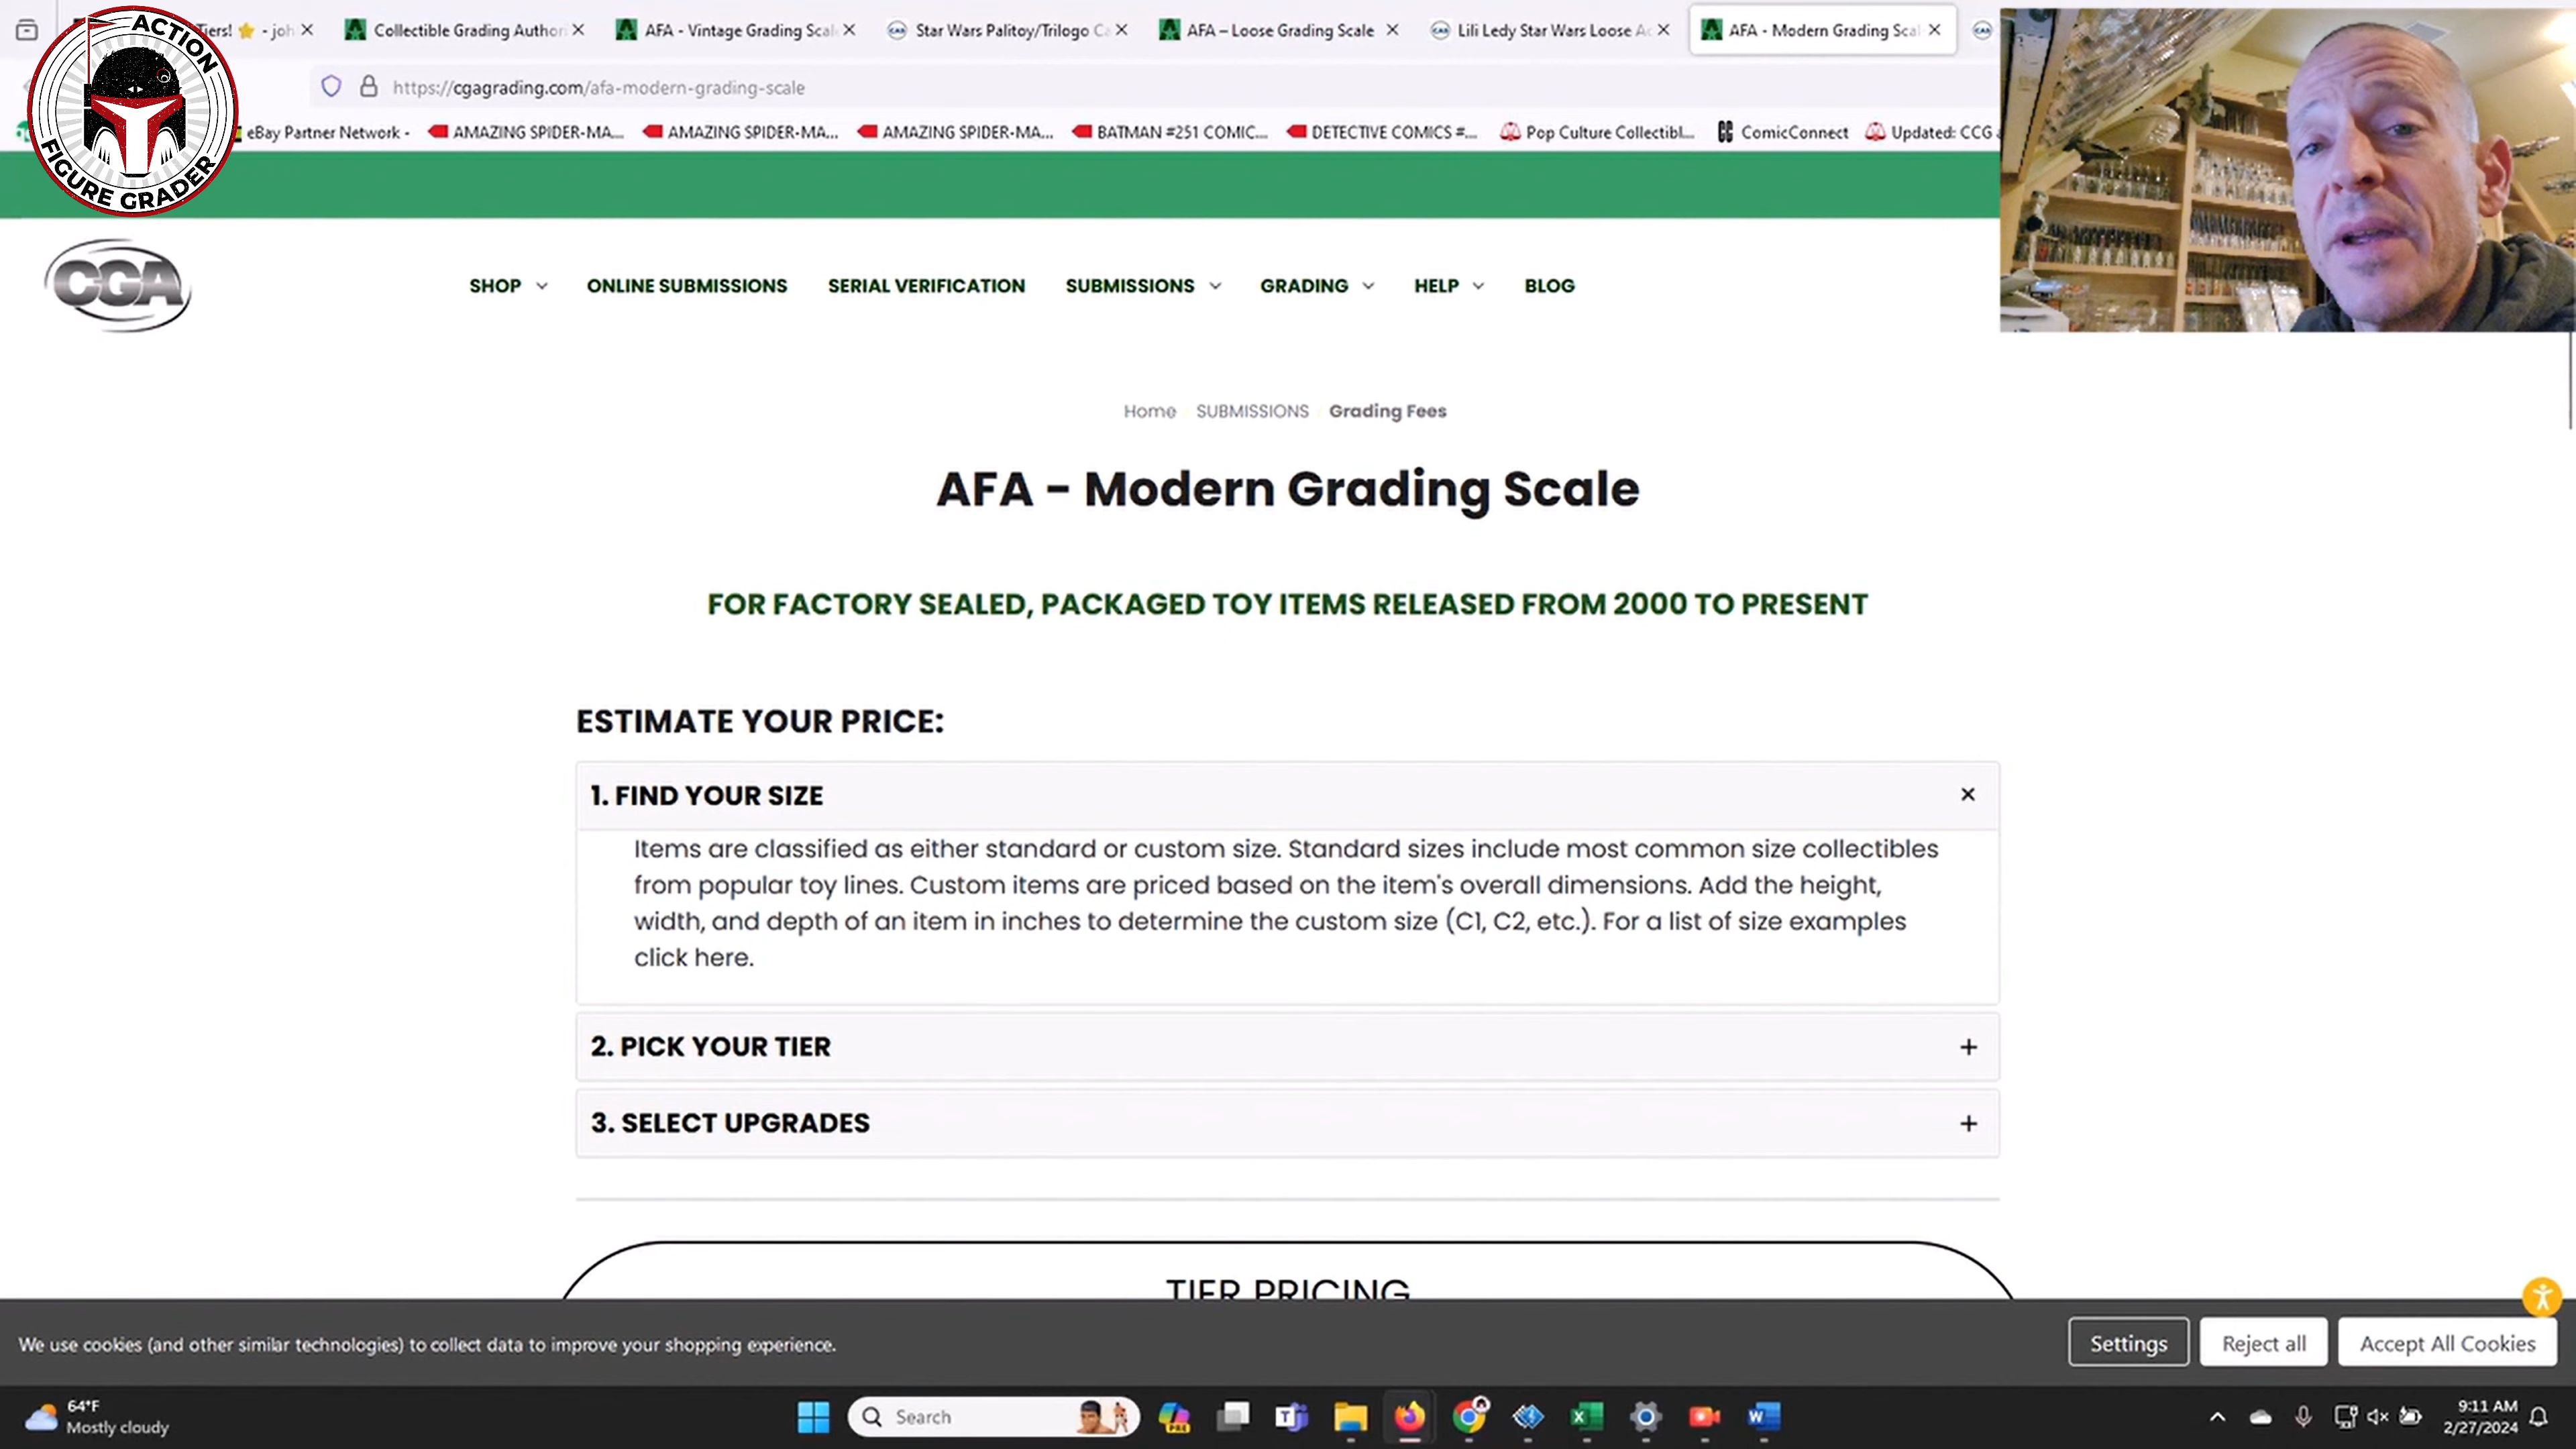 ACTION
FIGURE GRADER
Tiers! ⭐ - joh
Collectible Grading Author
AFA - Vintage Grading Scal
Star Wars Palitoy/Trilogo Ca
AFA – Loose Grading Scale
Lili Ledy Star Wars Loose Ac
AFA - Modern Grading Scal
CAS
https://cgagrading.com/afa-modern-grading-scale
eBay Partner Network -
AMAZING SPIDER-MA...
AMAZING SPIDER-MA...
AMAZING SPIDER-MA...
BATMAN #251 COMIC...
DETECTIVE COMICS #...
Pop Culture Collectibl...
ComicConnect
Updated: CCG a
CGA
SHOP
ONLINE SUBMISSIONS
SERIAL VERIFICATION
SUBMISSIONS
GRADING
HELP
BLOG
Home SUBMISSIONS Grading Fees
AFA - Modern Grading Scale
FOR FACTORY SEALED, PACKAGED TOY ITEMS RELEASED FROM 2000 TO PRESENT
ESTIMATE YOUR PRICE:
1. FIND YOUR SIZE
Items are classified as either standard or custom size. Standard sizes include most common size collectibles
from popular toy lines. Custom items are priced based on the item's overall dimensions. Add the height,
width, and depth of an item in inches to determine the custom size (C1, C2, etc.). For a list of size examples
click here.
2. PICK YOUR TIER
3. SELECT UPGRADES
TIER PRICING
We use cookies (and other similar technologies) to collect data to improve your shopping experience.
Settings
Reject all
Accept All Cookies
64°F
Mostly cloudy
Search
PRE
9:11 AM
2/27/2024